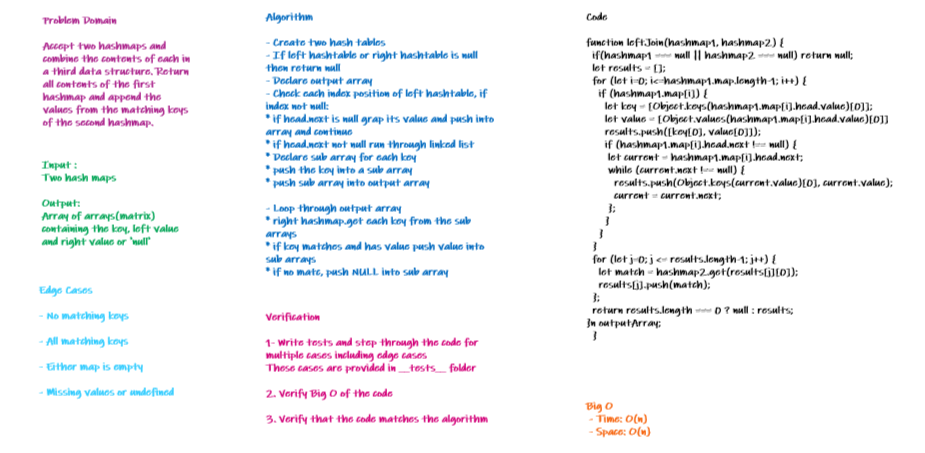 Problem Domain
Accept two hashmaps and
combine the contents of each in
a third data structure. Return
all contents of the first
hashmap and append the
values from the matching keys
of the second hashmap.
Input :
Two hash maps
Output:
Array of arrays(matrix)
containing the key, left value
and right value or 'null'
Edge Cases
- No matching keys
- All matching keys
- Either map is empty
- Missing values or undefined
Algorithm
- Create two hash tables
- If left hashtable or right hashtable is null
then return null
- Declare output array
- Check each index position of left hashtable, if
index not null:
* if head.next is null grap its value and push into
array and continue
* if head.next not null run through linked list
* Declare sub array for each key
* push the key into a sub array
* push sub array into output array
- Loop through output array
* right hashmap.get each key from the sub
arrays
* if key matches and has value push value into
sub arrays
* if no matc, push NULL into sub array
Verification
1- Write tests and step through the code for
multiple cases including edge cases
These cases are provided in __tests__ folder
2. Verify Big O of the code
3. Verify that the code matches the algorithm
Code
function leftJoin(hashmap1, hashmap2) {
if(hashmap1 === null || hashmap2 === null) return null;
let results = [];
for (let i=0; i<=hashmap1.map.length-1; i++) {
if (hashmap1.map[i]) {
let key = [Object.keys(hashmap1.map[i].head.value)[0]];
let value = [Object.values(hashmap1.map[i].head.value)[0]]
results.push([key[0], value[0]]);
if (hashmap1.map[i].head.next !== null) {
let current = hashmap1.map[i].head.next;
while (current.next !== null) {
results.push(Object.keys(current.value)[0], current.value);
current = current.next;
};
}
}
}
for (let j=0; j <= results.length-1; j++) {
let match = hashmap2.get(results[j][0]);
results[j].push(match);
};
return results.length === 0 ? null : results;
}n outputArray;
}
Big O
- Time: O(n)
- Space: O(n)